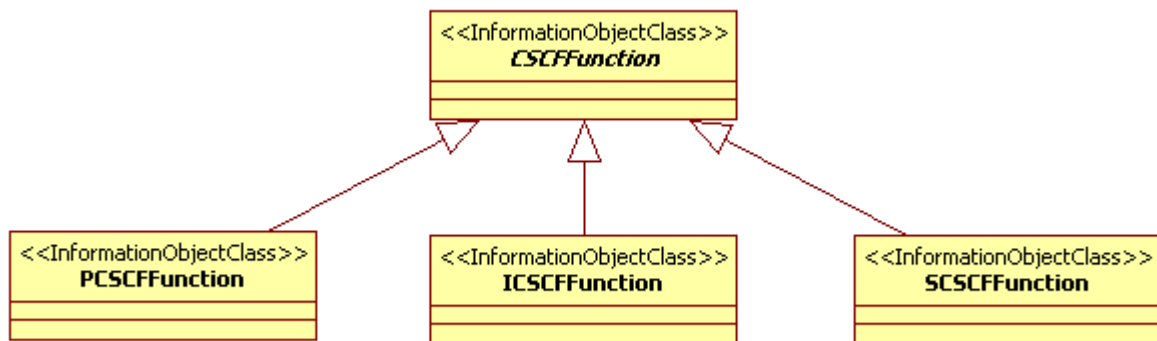 <<InformationObjectClass>>
CSCFFunction
<<InformationObjectClass>>
PCSCFFunction
<<InformationObjectClass>>
ICSCFFunction
<<InformationObjectClass>>
SCSCFFunction